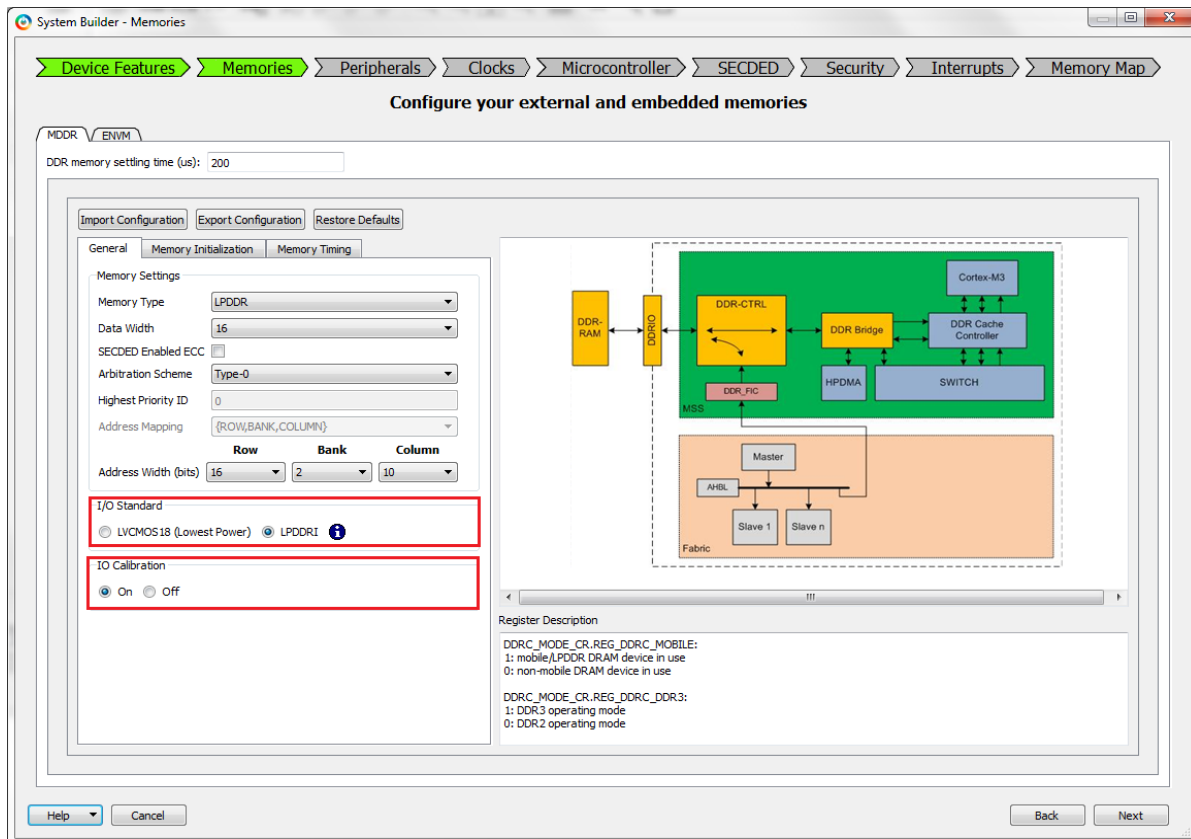 System Builder - Memories
Device Features Memories Peripherals Clocks Microcontroller SECDED Security Interrupts Memory Map
Configure your external and embedded memories
MDDR ENVM
DDR memory settling time (us): 200
Import Configuration Export Configuration Restore Defaults
General Memory Initialization Memory Timing
Memory Settings
Memory Type LPDDR
Data Width 16
SECDED Enabled ECC
Arbitration Scheme Type-0
Highest Priority ID 0
Address Mapping {ROW,BANK,COLUMN}
Row Bank Column
Address Width (bits) 16 2 10
I/O Standard
LVCMOS18 (Lowest Power) LPDDRI
IO Calibration
On Off
Cortex-M3
DDR-RAM
DDRIO
DDR-CTRL
DDR Bridge
DDR Cache
Controller
DDR_FIC
HPDMA
SWITCH
MSS
Master
AHBL
Slave 1
Slave n
Fabric
Register Description
DDRC_MODE_CR.REG_DDRC_MOBILE:
1: mobile/LPDDR DRAM device in use
0: non-mobile DRAM device in use
DDRC_MODE_CR.REG_DDRC_DDR3:
1: DDR3 operating mode
0: DDR2 operating mode
Help Cancel Back Next